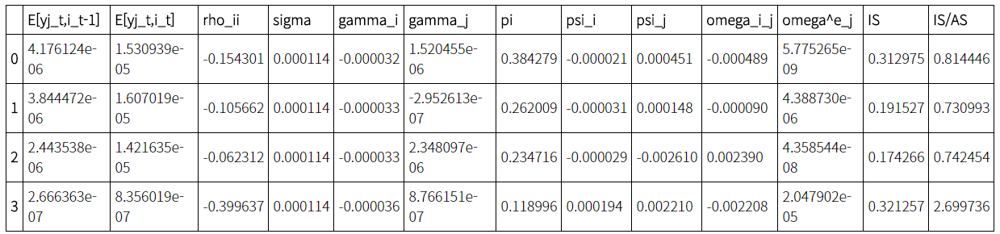 E[yj_t,i_t-1] E[yj_t,i_t] rho_ii sigma gamma_i gamma_j pi psi_i psi_j omega_i_j omega^e_j IS IS/AS
0 4.176124e-06 1.530939e-05 -0.154301 0.000114 -0.000032 1.520455e-06 0.384279 -0.000021 0.000451 -0.000489 5.775265e-09 0.312975 0.814446
1 3.844472e-06 1.607019e-05 -0.105662 0.000114 -0.000033 -2.952613e-07 0.262009 -0.000031 0.000148 -0.000090 4.388730e-06 0.191527 0.730993
2 2.443538e-06 1.421635e-05 -0.062312 0.000114 -0.000033 2.348097e-06 0.234716 -0.000029 -0.002610 0.002390 4.358544e-08 0.174266 0.742454
3 2.666363e-07 8.356019e-07 -0.399637 0.000114 -0.000036 8.766151e-07 0.118996 0.000194 0.002210 -0.002208 2.047902e-05 0.321257 2.699736